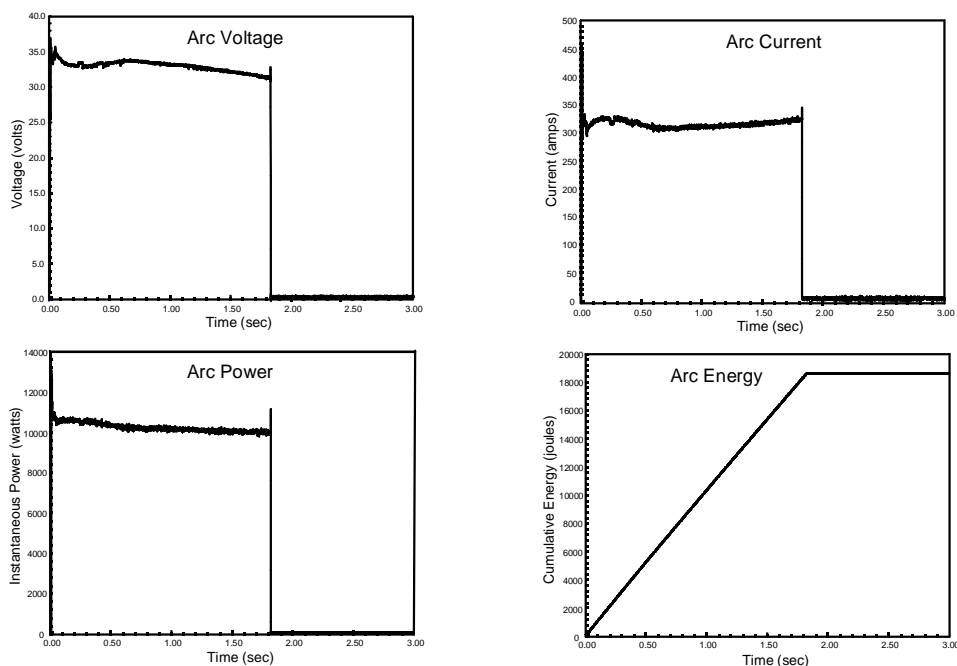 Arc Voltage
Voltage (volts)
40.0
35.0
30.0
25.0
20.0
15.0
10.0
5.0
0.0
0.00 0.50 1.00 1.50 2.00 2.50 3.00
Time (sec)
Arc Current
Current (amps)
500
450
400
350
300
250
200
150
100
50
0
0.00 0.50 1.00 1.50 2.00 2.50 3.00
Time (sec)
Arc Power
Instantaneous Power (watts)
14000
12000
10000
8000
6000
4000
2000
0
0.00 0.50 1.00 1.50 2.00 2.50 3.00
Time (sec)
Arc Energy
Cumulative Energy (joules)
20000
18000
16000
14000
12000
10000
8000
6000
4000
2000
0
0.00 0.50 1.00 1.50 2.00 2.50 3.00
Time (sec)